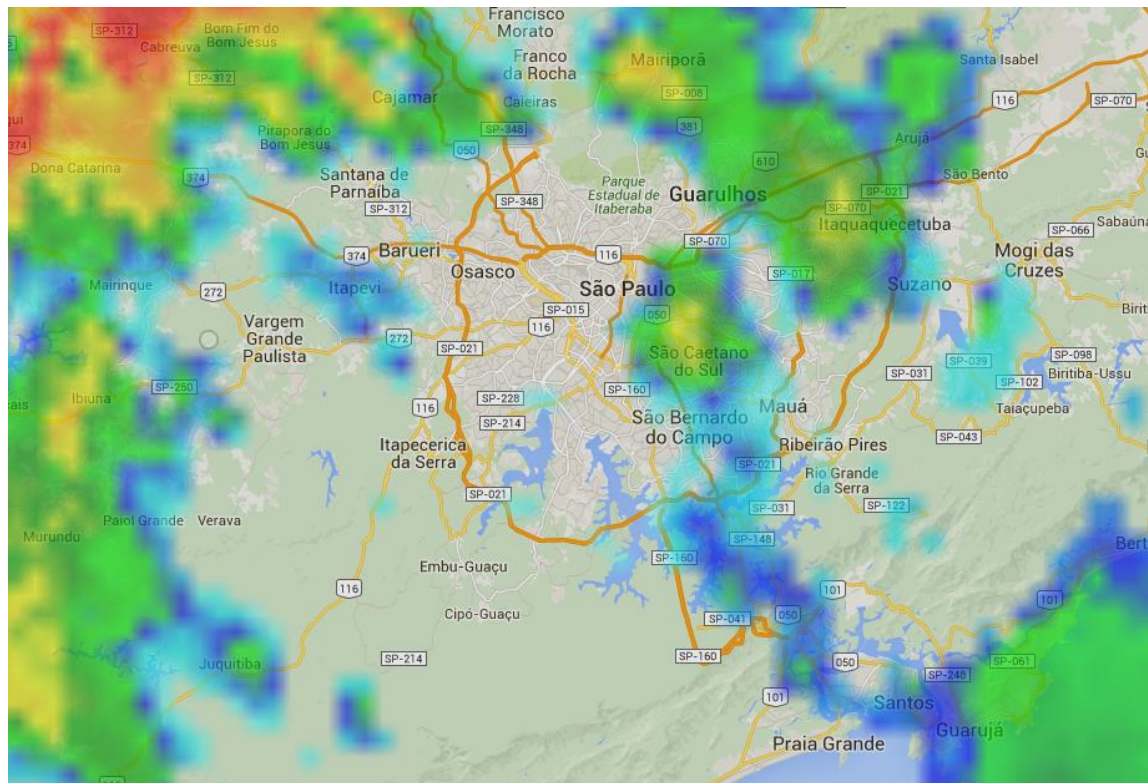 Francisco
Morato
SP-312
Bom Fim do
Bom Jesus
Cabreuva
Franco
da Rocha
Mairiporã
Santa Isabel
SP-312
SP-008
Cajamar
Caieiras
116
SP-070
SP-348
381
374
Pirapora do
Bom Jesus
050
Arujá
Dona Catarina
374
610
São Bento
Santana de
Parnaíba
Parque
Estadual de
Itaberaba
Guarulhos
SP-021
SP-312
SP-348
SP-070
Itaquaquecetuba
SP-066
Sabaúna
374
Barueri
116
SP-070
Mogi das
Cruzes
Osasco
SP-017
Mairinque
272
Itapevi
São Paulo
Suzano
SP-015
050
Vargem
Grande
Paulista
116
272
SP-021
São Caetano
do Sul
SP-039
SP-098
Biritiba-Ussu
SP-250
SP-160
SP-031
SP-102
Ibiuna
SP-228
116
Mauá
Taiaçupeba
SP-214
São Bernardo
do Campo
SP-043
Itapecerica
da Serra
Ribeirão Pires
SP-021
Rio Grande
da Serra
SP-021
SP-031
SP-122
Paiol Grande
Verava
Murundu
SP-148
SP-160
Embu-Guaçu
116
101
101
Cipó-Guaçu
SP-041
050
Juquitiba
SP-214
SP-160
050
SP-061
SP-248
101
Santos
Guarujá
Praia Grande